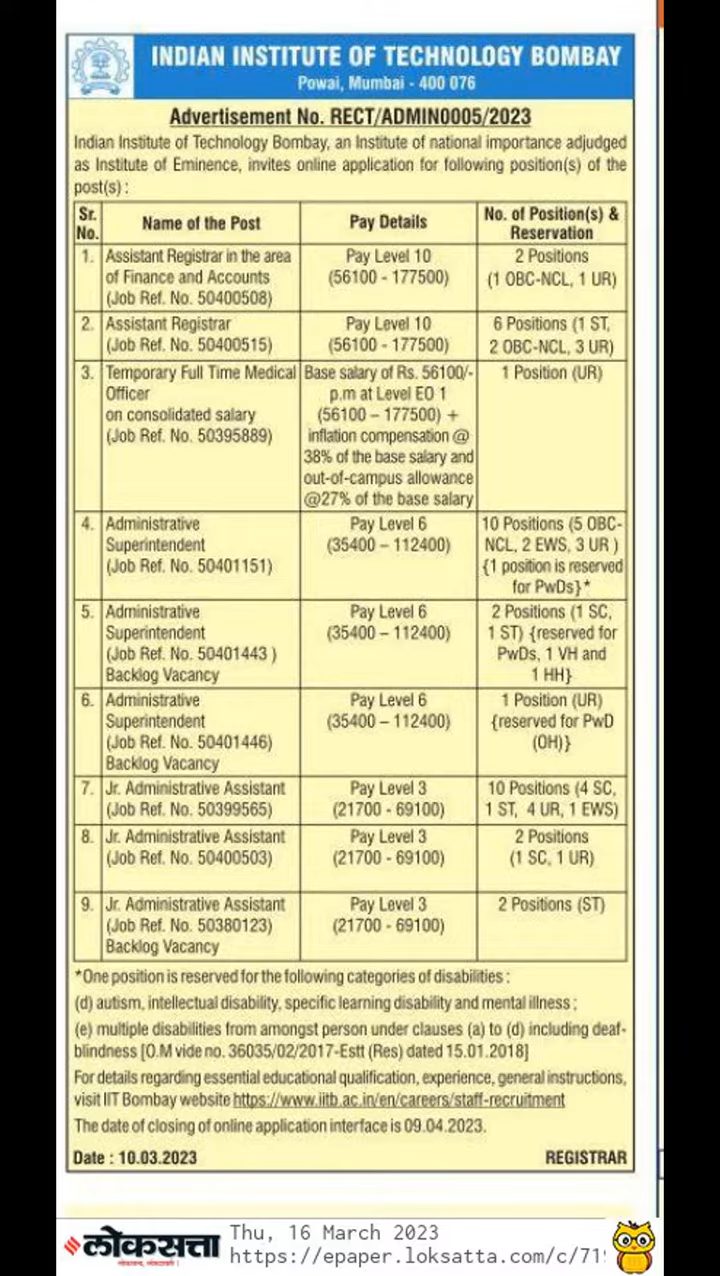 INDIAN INSTITUTE OF TECHNOLOGY BOMBAY
Powai, Mumbai - 400 076
Advertisement No. RECT/ADMIN0005/2023
Indian Institute of Technology Bombay, an Institute of national importance adjudged
as Institute of Eminence, invites online application for following position(s) of the
post(s) :
Sr. No. Name of the Post Pay Details No. of Position(s) & Reservation
1. Assistant Registrar in the area Pay Level 10 2 Positions
of Finance and Accounts (56100 - 177500) (1 OBC-NCL, 1 UR)
(Job Ref. No. 50400508)
2. Assistant Registrar Pay Level 10 6 Positions (1 ST,
(Job Ref. No. 50400515) (56100 - 177500) 2 OBC-NCL, 3 UR)
3. Temporary Full Time Medical Base salary of Rs. 56100/- 1 Position (UR)
Officer p.m at Level EO 1
on consolidated salary (56100 – 177500) +
(Job Ref. No. 50395889) inflation compensation @
38% of the base salary and
out-of-campus allowance
@27% of the base salary
4. Administrative Pay Level 6 10 Positions (5 OBC-
Superintendent (35400 – 112400) NCL, 2 EWS, 3 UR )
(Job Ref. No. 50401151) {1 position is reserved
for PwDs}*
5. Administrative Pay Level 6 2 Positions (1 SC,
Superintendent (35400 – 112400) 1 ST) {reserved for
(Job Ref. No. 50401443 ) PwDs, 1 VH and
Backlog Vacancy 1 HH}
6. Administrative Pay Level 6 1 Position (UR)
Superintendent (35400 – 112400) {reserved for PwD
(Job Ref. No. 50401446) (OH)}
Backlog Vacancy
7. Jr. Administrative Assistant Pay Level 3 10 Positions (4 SC,
(Job Ref. No. 50399565) (21700 - 69100) 1 ST, 4 UR, 1 EWS)
8. Jr. Administrative Assistant Pay Level 3 2 Positions
(Job Ref. No. 50400503) (21700 - 69100) (1 SC, 1 UR)
9. Jr. Administrative Assistant Pay Level 3 2 Positions (ST)
(Job Ref. No. 50380123) (21700 - 69100)
Backlog Vacancy
*One position is reserved for the following categories of disabilities :
(d) autism, intellectual disability, specific learning disability and mental illness ;
(e) multiple disabilities from amongst person under clauses (a) to (d) including deaf-
blindness [O.M vide no. 36035/02/2017-Estt (Res) dated 15.01.2018]
For details regarding essential educational qualification, experience, general instructions,
visit IIT Bombay website https://www.iitb.ac.in/en/careers/staff-recruitment
The date of closing of online application interface is 09.04.2023.
Date : 10.03.2023 REGISTRAR
लोकसत्ता Thu, 16 March 2023
https://epaper.loksatta.com/c/719